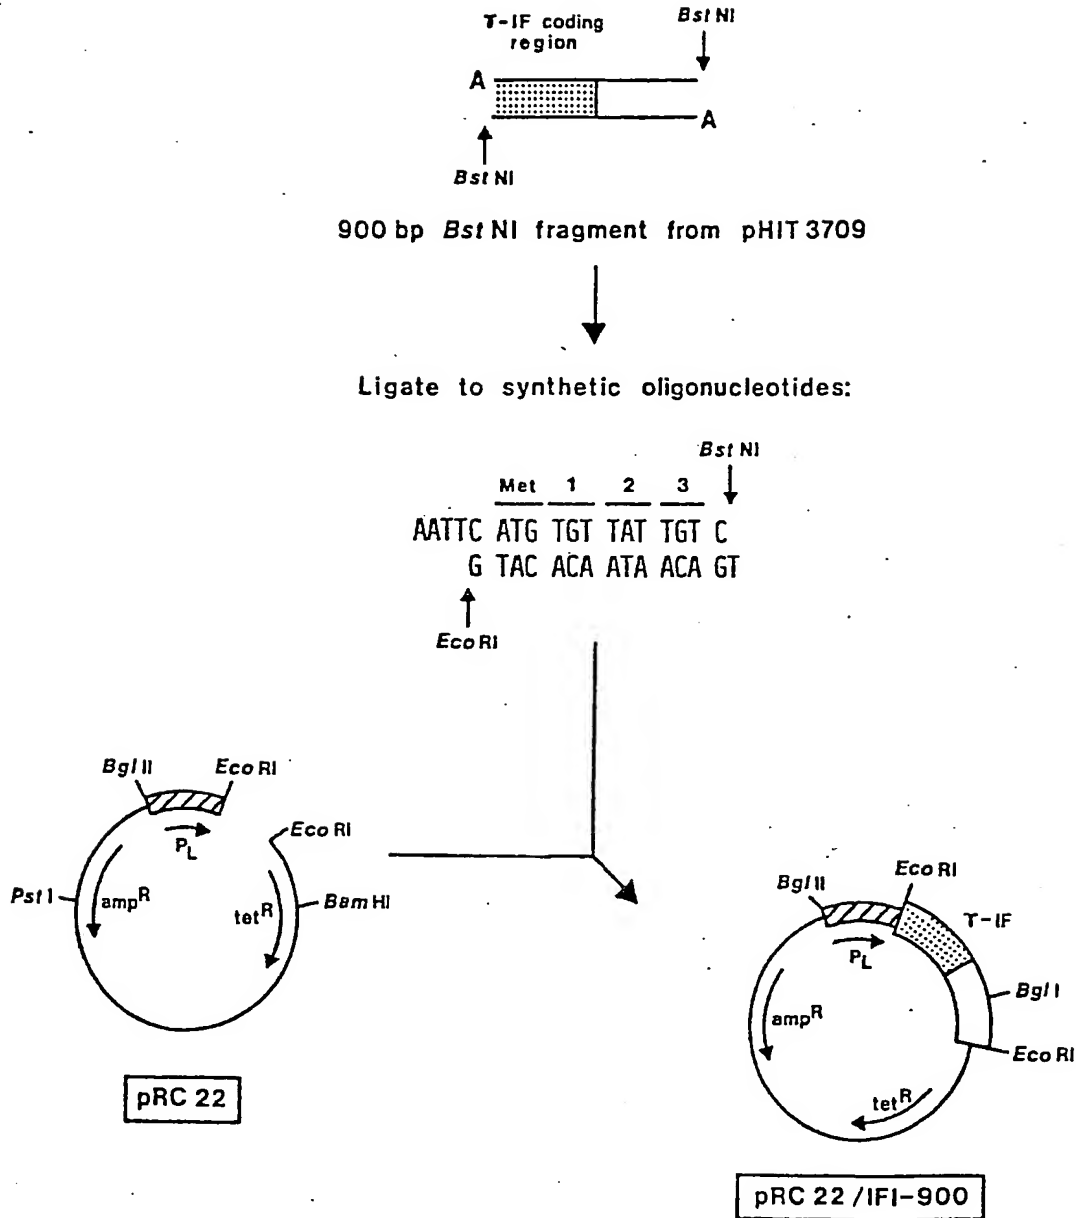 γ-IF coding
region
Bst NI
A
A
Bst NI
900 bp Bst NI fragment from pHIT 3709
Ligate to synthetic oligonucleotides:
Bst NI
Met 1 2 3
AATTC ATG TGT TAT TGT C
G TAC ACA ATA ACA GT
Eco RI
Bgl II
Eco RI
PL
Eco RI
Pst I
ampR
tetR
Bam HI
pRC 22
Bgl II
Eco RI
γ-IF
PL
Bgl I
ampR
Eco RI
tetR
pRC 22 /IFI-900